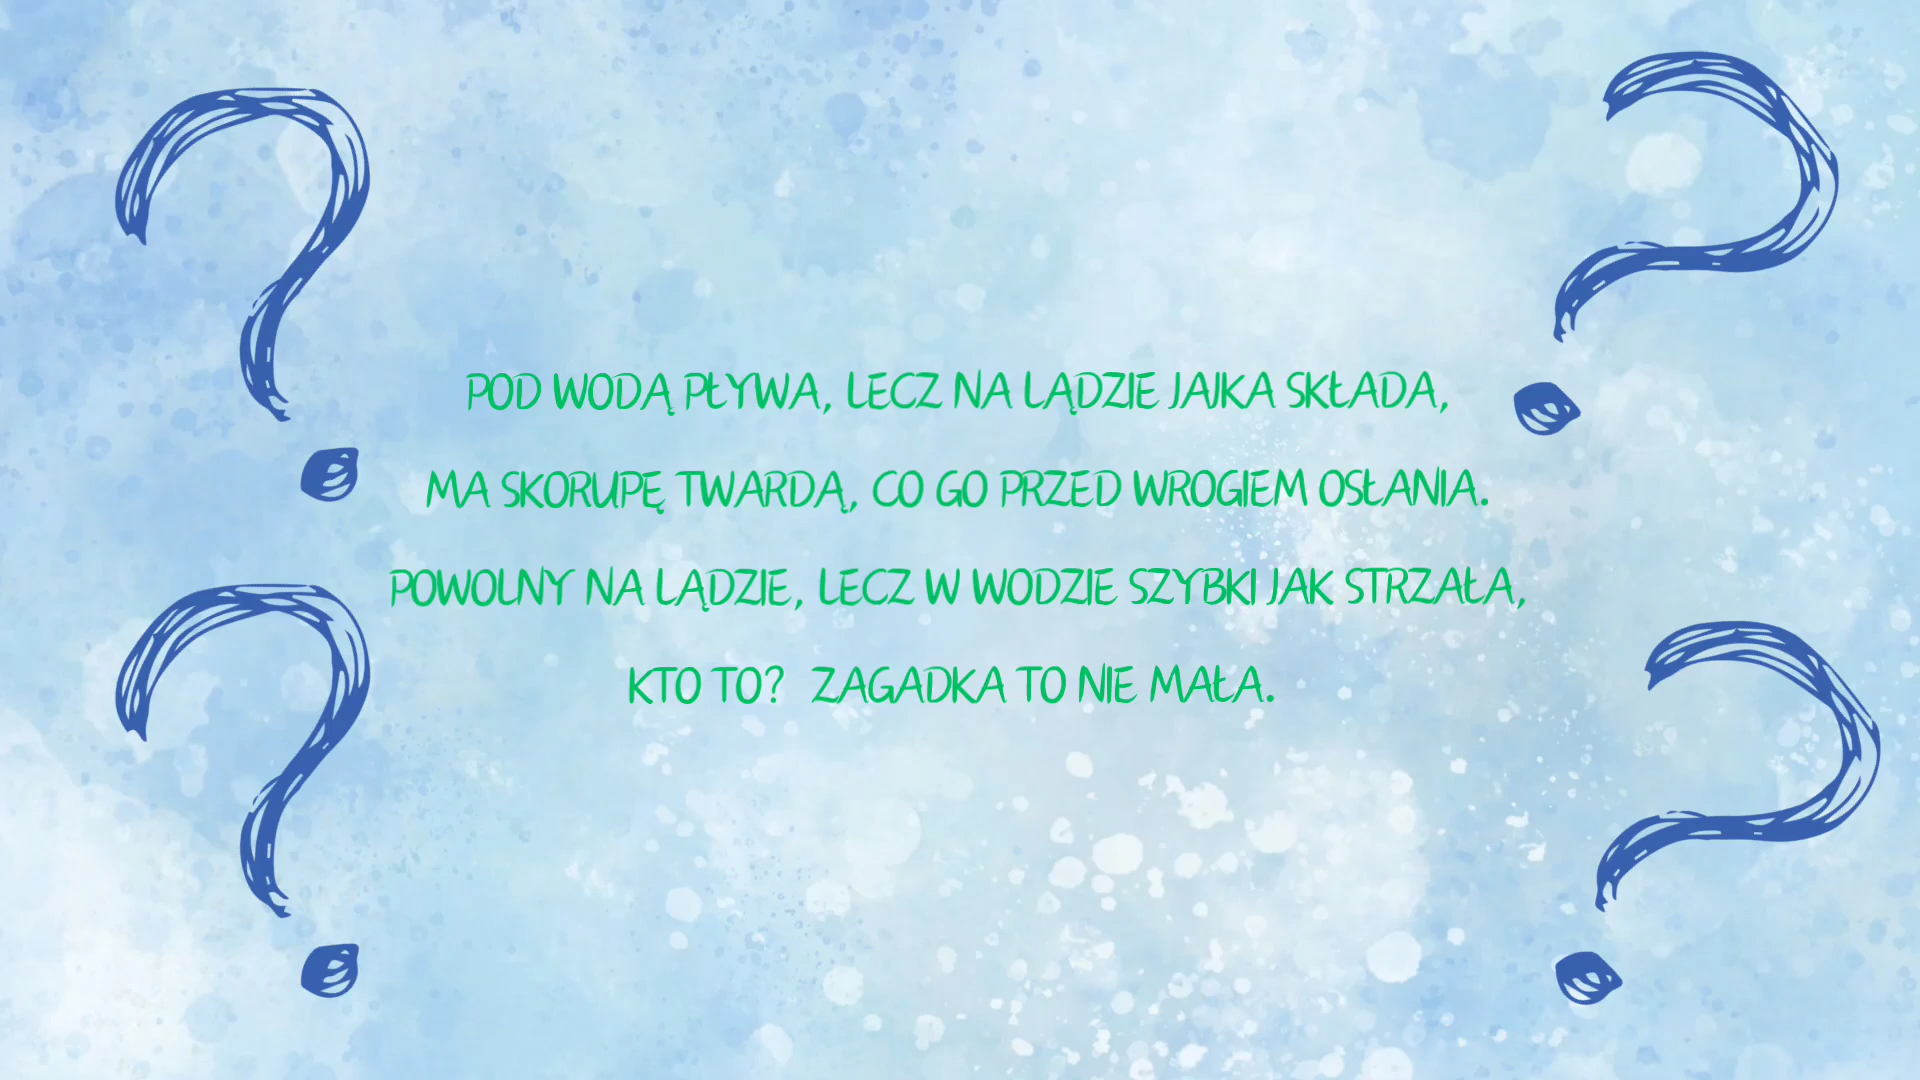 POD WODĄ PŁYWA, LECZ NA LĄDZIE JAJKA SKŁADA,
MA SKORUPĘ TWARDĄ, CO GO PRZED WROGIEM OSŁANIA.
POWOLNY NA LĄDZIE, LECZ W WODZIE SZYBKI JAK STRZAŁA,
KTO TO? ZAGADKA TO NIE MAŁA.